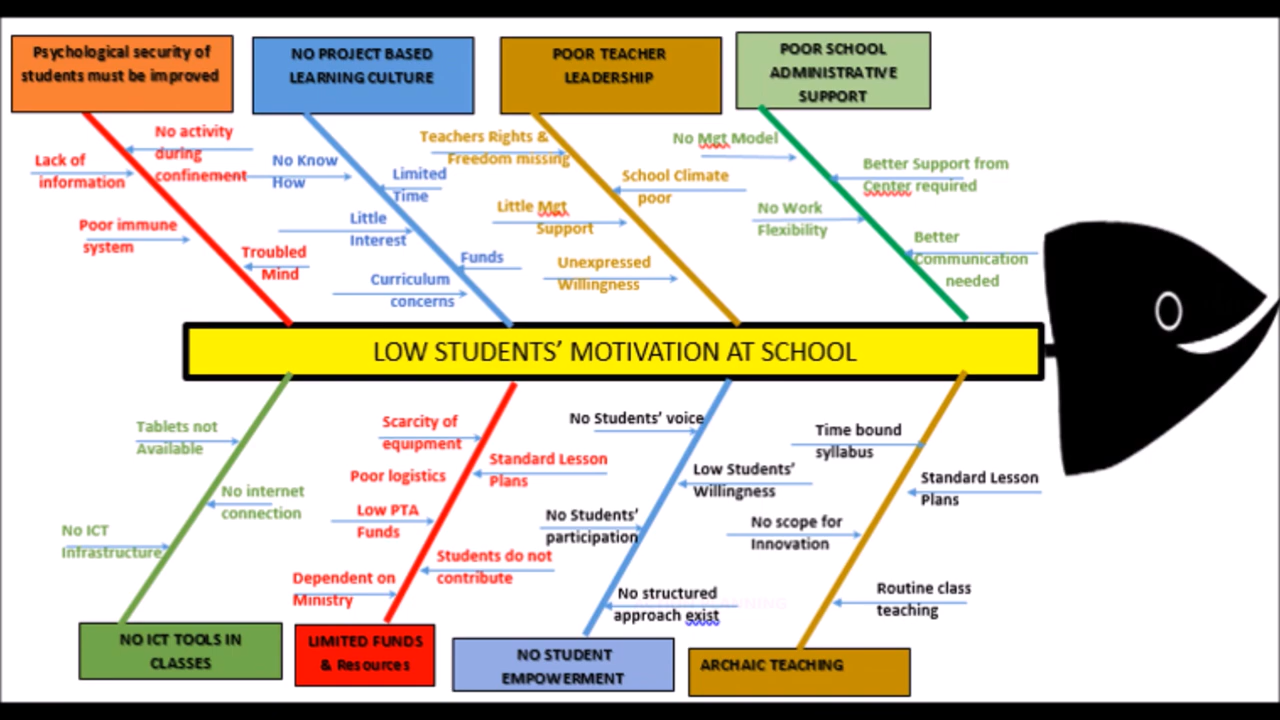 Psychological security of
students must be improved
NO PROJECT BASED
LEARNING CULTURE
POOR TEACHER
LEADERSHIP
POOR SCHOOL
ADMINISTRATIVE
SUPPORT
No activity
during
confinement
Lack of
information
Poor immune
system
Troubled
Mind
No Know
How
Limited
Time
Little
Interest
Funds
Curriculum
concerns
Teachers Rights &
Freedom missing
School Climate
poor
Little Mgt
Support
Unexpressed
Willingness
No Mgt Model
Better Support from
Center required
No Work
Flexibility
Better
Communication
needed
LOW STUDENTS’ MOTIVATION AT SCHOOL
Tablets not
Available
No internet
connection
No ICT
Infrastructure
Scarcity of
equipment
Standard Lesson
Plans
Poor logistics
Low PTA
Funds
Students do not
contribute
Dependent on
Ministry
No Students’ voice
Low Students’
Willingness
No Students’
participation
No structured
approach exist
Time bound
syllabus
Standard Lesson
Plans
No scope for
Innovation
Routine class
teaching
NO ICT TOOLS IN
CLASSES
LIMITED FUNDS
& Resources
NO STUDENT
EMPOWERMENT
ARCHAIC TEACHING